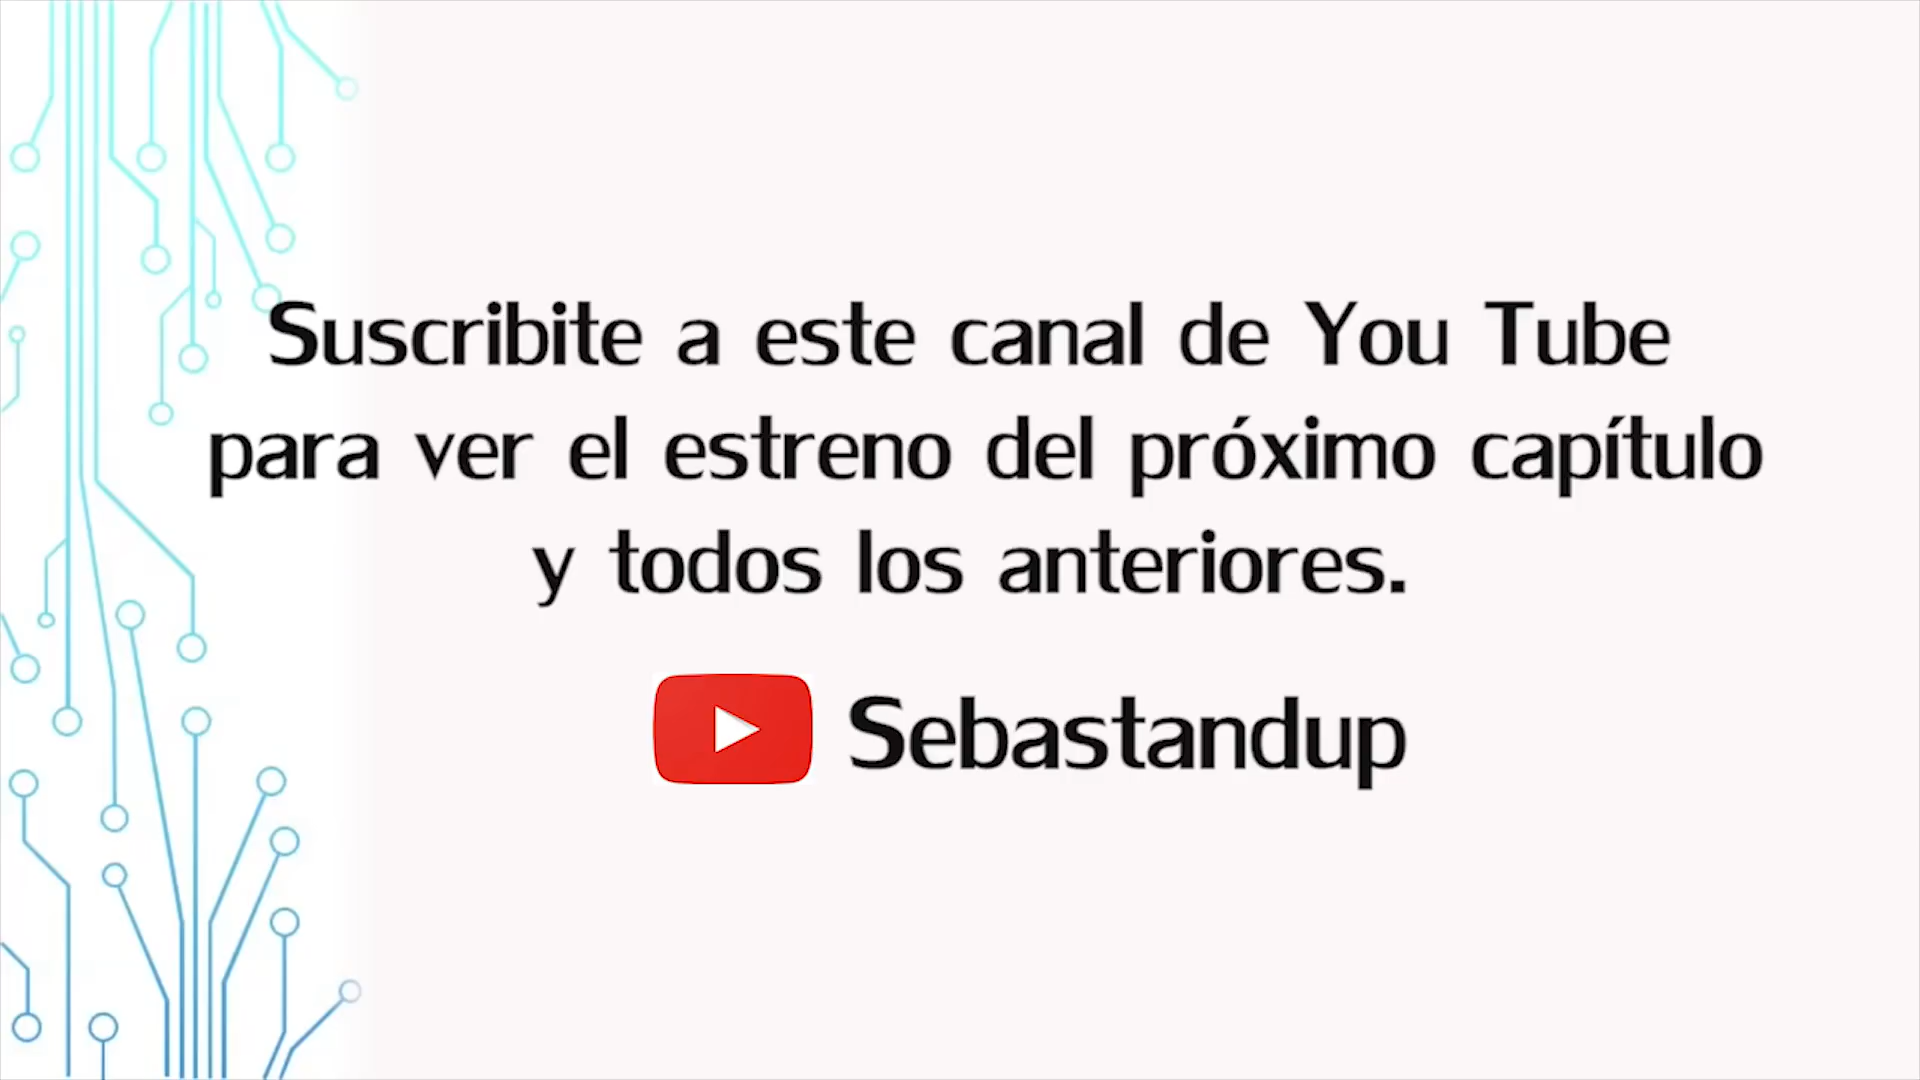 Suscribite a este canal de You Tube
para ver el estreno del próximo capítulo
y todos los anteriores.
Sebastandup